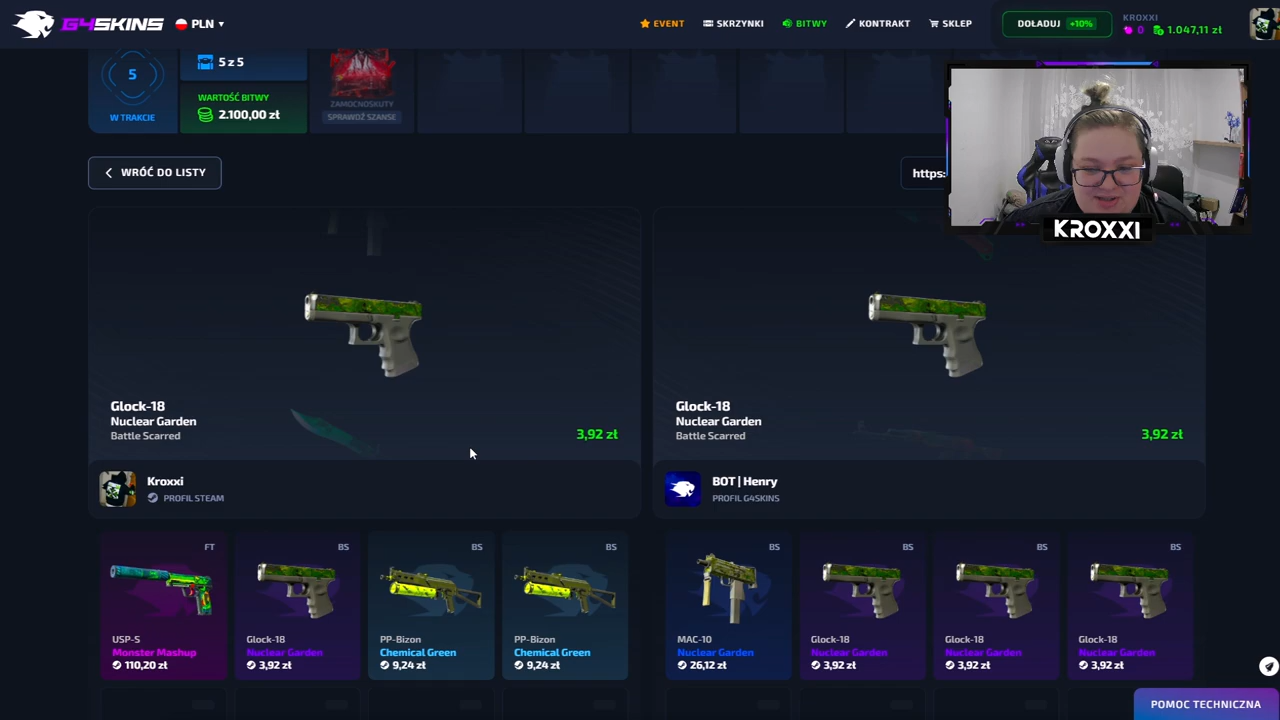 G4SKINS
PLN
EVENT
SKRZYNKI
BITWY
KONTRAKT
SKLEP
DOŁADUJ
+10%
KROXXI
0
1.047,11 zł
5
W TRAKCIE
5 z 5
WARTOŚĆ BITWY
2.100,00 zł
ZAMOCNOSKUTY
SPRAWDŹ SZANSE
WRÓĆ DO LISTY
https:
KROXXI
Glock-18
Nuclear Garden
Battle Scarred
3,92 zł
Glock-18
Nuclear Garden
Battle Scarred
3,92 zł
Kroxxi
PROFIL STEAM
BOT | Henry
PROFIL G4SKINS
FT
USP-S
Monster Mashup
110,20 zł
BS
Glock-18
Nuclear Garden
3,92 zł
BS
PP-Bizon
Chemical Green
9,24 zł
BS
PP-Bizon
Chemical Green
9,24 zł
BS
MAC-10
Nuclear Garden
26,12 zł
BS
Glock-18
Nuclear Garden
3,92 zł
BS
Glock-18
Nuclear Garden
3,92 zł
BS
Glock-18
Nuclear Garden
3,92 zł
POMOC TECHNICZNA